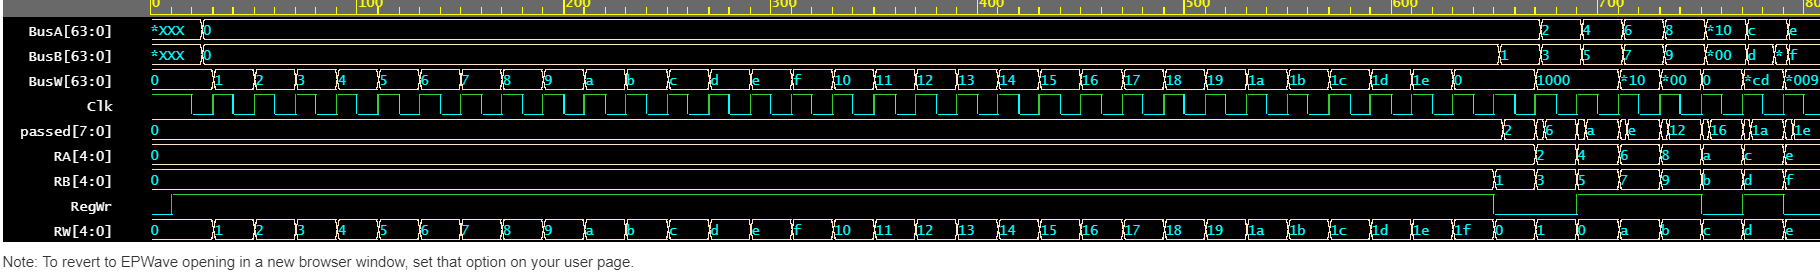 0 100 200 300 400 500 600 700 80
BusA[63:0] *XXX 0 2 4 6 8 *10 c e
BusB[63:0] *XXX 0 1 3 5 7 9 *00 d * f
BusW[63:0] 0 1 2 3 4 5 6 7 8 9 a b c d e f 10 11 12 13 14 15 16 17 18 19 1a 1b 1c 1d 1e 0 1000 *10 *00 0 *cd *009
Clk
passed[7:0] 0 2 6 a e 12 16 1a 1e
RA[4:0] 0 2 4 6 8 a c e
RB[4:0] 0 1 3 5 7 9 b d f
RegWr
RW[4:0] 0 1 2 3 4 5 6 7 8 9 a b c d e f 10 11 12 13 14 15 16 17 18 19 1a 1b 1c 1d 1e 1f 0 1 0 a b c d e
Note: To revert to EPWave opening in a new browser window, set that option on your user page.